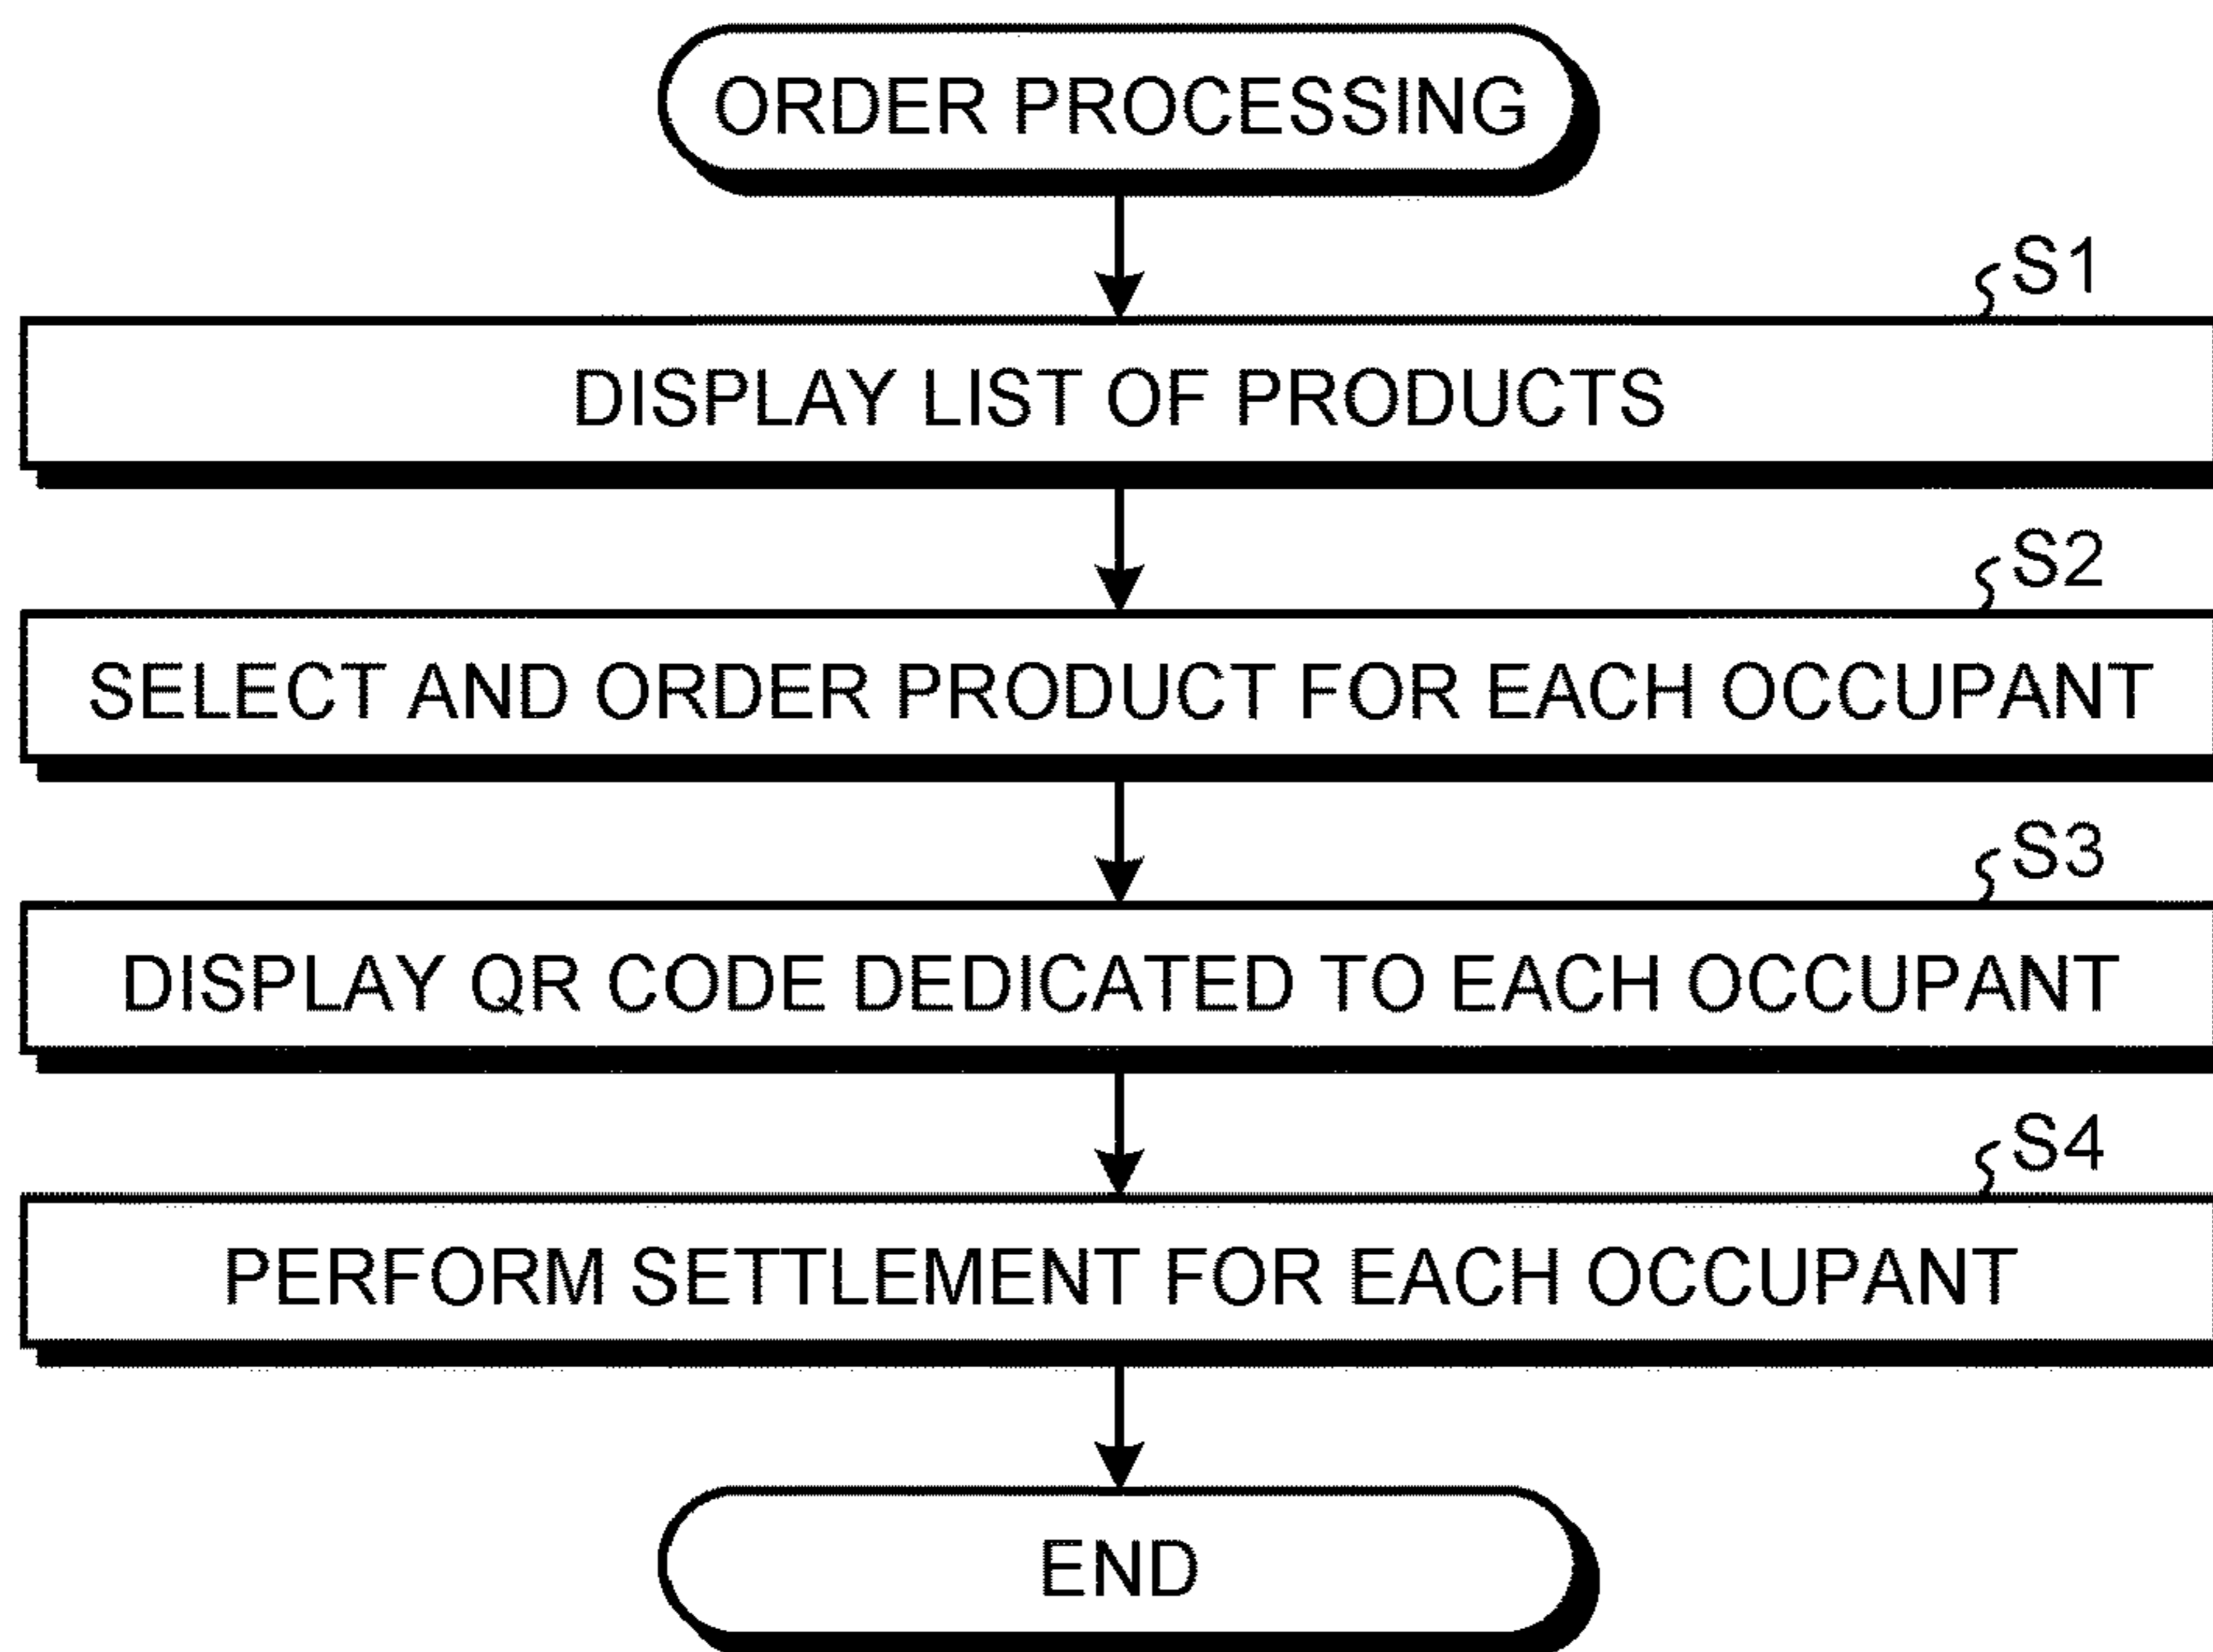 ORDER PROCESSING
S1
DISPLAY LIST OF PRODUCTS
S2
SELECT AND ORDER PRODUCT FOR EACH OCCUPANT
S3
DISPLAY QR CODE DEDICATED TO EACH OCCUPANT
S4
PERFORM SETTLEMENT FOR EACH OCCUPANT
END